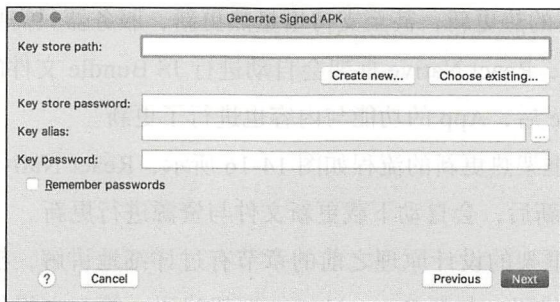 Generate Signed APK
Key store path:
Create new... Choose existing...
Key store password:
Key alias:
...
Key password:
Remember passwords
? Cancel Previous Next